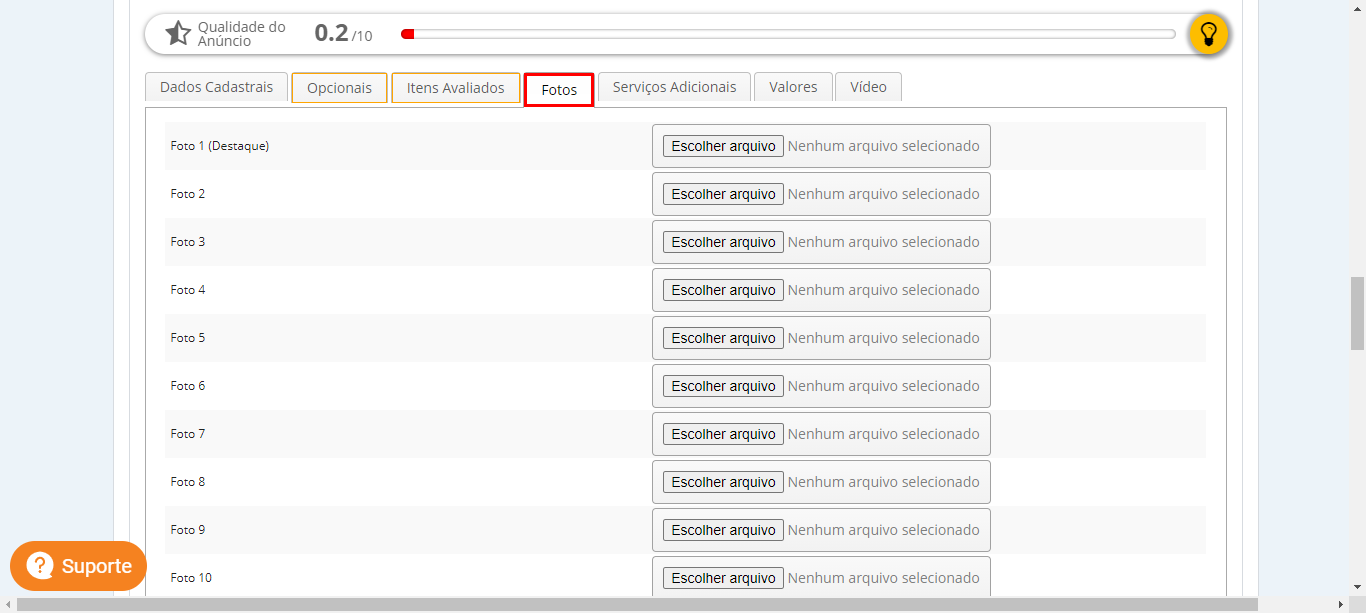 Qualidade do
Anúncio
0.2 /10
Dados Cadastrais Opcionais Itens Avaliados Fotos Serviços Adicionais Valores Vídeo
Foto 1 (Destaque) Escolher arquivo Nenhum arquivo selecionado
Foto 2 Escolher arquivo Nenhum arquivo selecionado
Foto 3 Escolher arquivo Nenhum arquivo selecionado
Foto 4 Escolher arquivo Nenhum arquivo selecionado
Foto 5 Escolher arquivo Nenhum arquivo selecionado
Foto 6 Escolher arquivo Nenhum arquivo selecionado
Foto 7 Escolher arquivo Nenhum arquivo selecionado
Foto 8 Escolher arquivo Nenhum arquivo selecionado
Foto 9 Escolher arquivo Nenhum arquivo selecionado
? Suporte
Foto 10 Escolher arquivo Nenhum arquivo selecionado